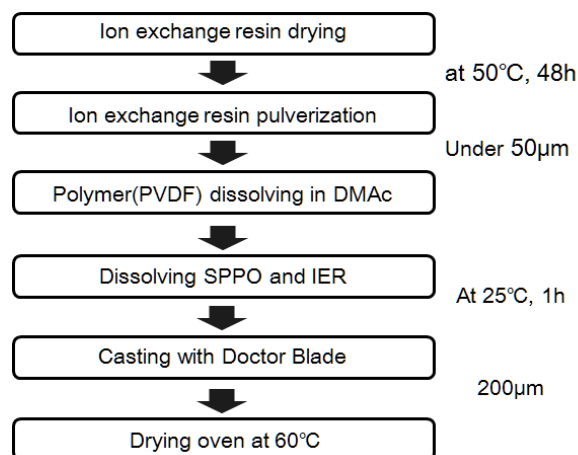 Ion exchange resin drying
at 50℃, 48h
Ion exchange resin pulverization
Under 50μm
Polymer(PVDF) dissolving in DMAc
Dissolving SPPO and IER
At 25℃, 1h
Casting with Doctor Blade
200μm
Drying oven at 60℃